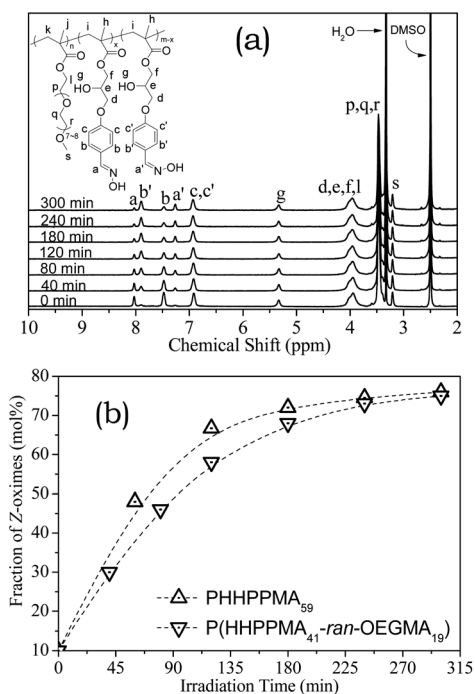 (a)
H2O
DMSO
k j i h i h
n x m-x
O O O O O O
l g f g f
p HO e HO e
O d d
q O O
r c c c' c'
7~8
O b b b' b'
s
N OH N OH
a a'
p,q,r
a b' b a' c,c' g d,e,f,l s
300 min
240 min
180 min
120 min
80 min
40 min
0 min
10 9 8 7 6 5 4 3 2
Chemical Shift (ppm)
(b)
80
70
60
50
40
30
20
10
Fraction of Z-oximes (mol%)
PHHPPMA59
P(HHPPMA41-ran-OEGMA19)
0 45 90 135 180 225 270 315
Irradiation Time (min)